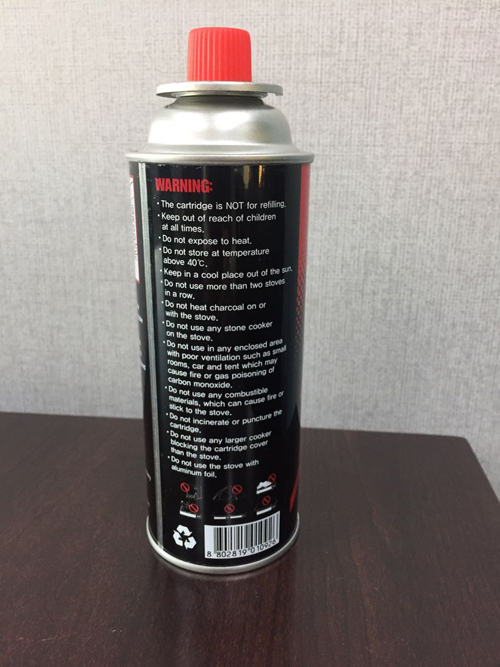 WARNING:
·The cartridge is NOT for refilling.
·Keep out of reach of children
at all times.
·Do not expose to heat.
·Do not store at temperature
above 40℃.
·Keep in a cool place out of the sun.
·Do not use more than two stoves
in a row.
·Do not heat charcoal on or
with the stove.
·Do not use any stone cooker
on the stove.
·Do not use in any enclosed area
with poor ventilation such as small
rooms, car and tent which may
cause fire or gas poisoning of
carbon monoxide.
·Do not use any combustible
materials, which can cause fire or
stick to the stove.
·Do not incinerate or puncture the
cartridge.
·Do not use any larger cooker
blocking the cartridge cover
than the stove.
·Do not use the stove with
aluminum foil.
8 802819 010926